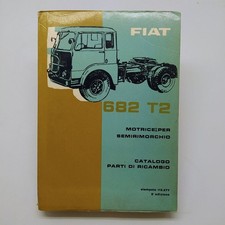 FIAT
682 T2
MOTRICE PER
SEMIRIMORCHIO
CATALOGO
PARTI DI RICAMBIO